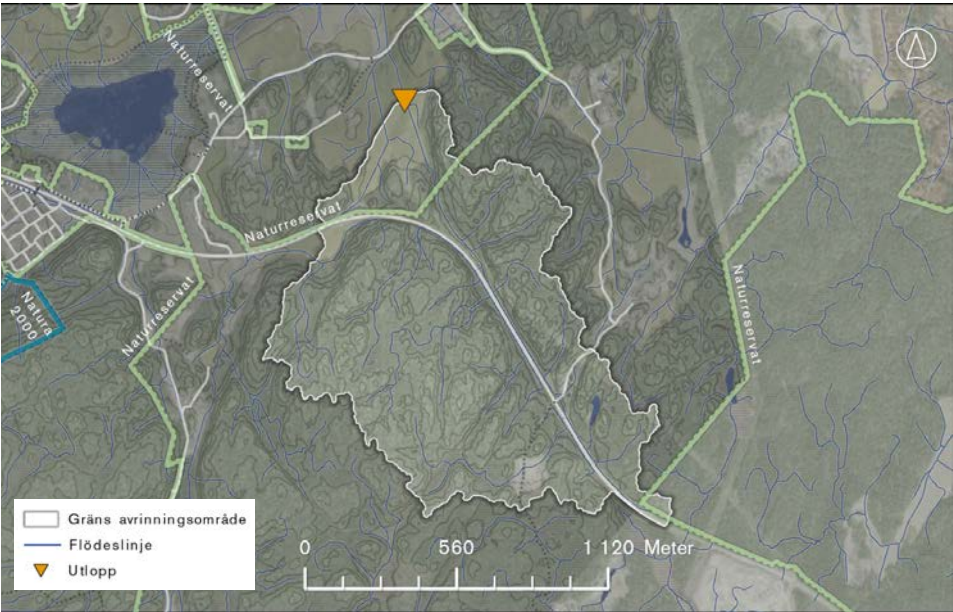 Naturreservat
Naturreservat
Naturreservat
Natura
2000
Naturreservat
Gräns avrinningsområde
Flödeslinje
Utlopp
0 560 1 120 Meter